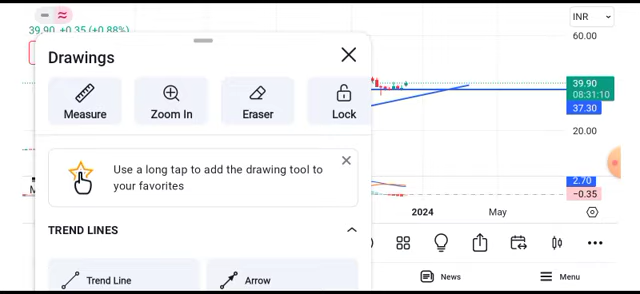 39.90 +0.35 (+0.88%)
INR
Drawings
60.00
Measure
Zoom In
Eraser
Lock
39.90
08:31:10
37.30
20.00
Use a long tap to add the drawing tool to
your favorites
2.70
−0.35
TREND LINES
2024
May
Trend Line
Arrow
News
Menu